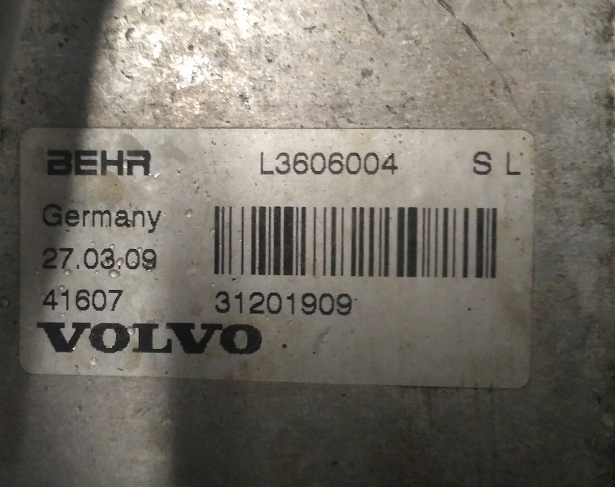 BEHR L3606004 S L
Germany
27.03.09
41607 31201909
VOLVO